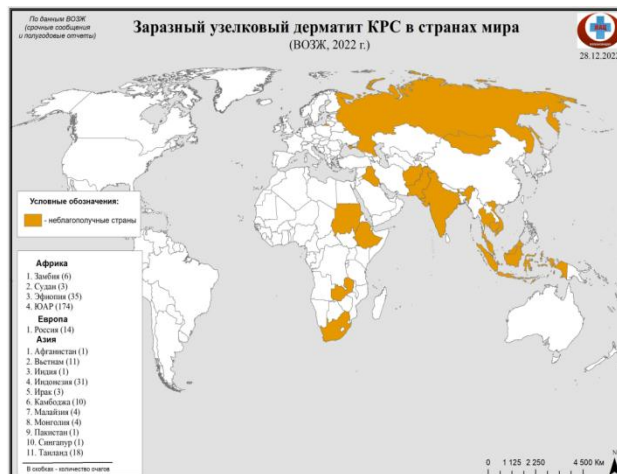 По данным ВОЗЖ
(срочные сообщения
и полугодовые отчеты)
Заразный узелковый дерматит КРС в странах мира
(ВОЗЖ, 2022 г.)
28.12.2022
Условные обозначения:
- неблагополучные страны
Африка
1. Замбия (6)
2. Судан (3)
3. Эфиопия (35)
4. ЮАР (174)
Европа
1. Россия (14)
Азия
1. Афганистан (1)
2. Вьетнам (11)
3. Индия (1)
4. Индонезия (31)
5. Ирак (3)
6. Камбоджа (10)
7. Малайзия (4)
8. Монголия (4)
9. Пакистан (1)
10. Сингапур (1)
11. Таиланд (18)
В скобках - количество очагов
0 1 125 2 250 4 500 Км
N